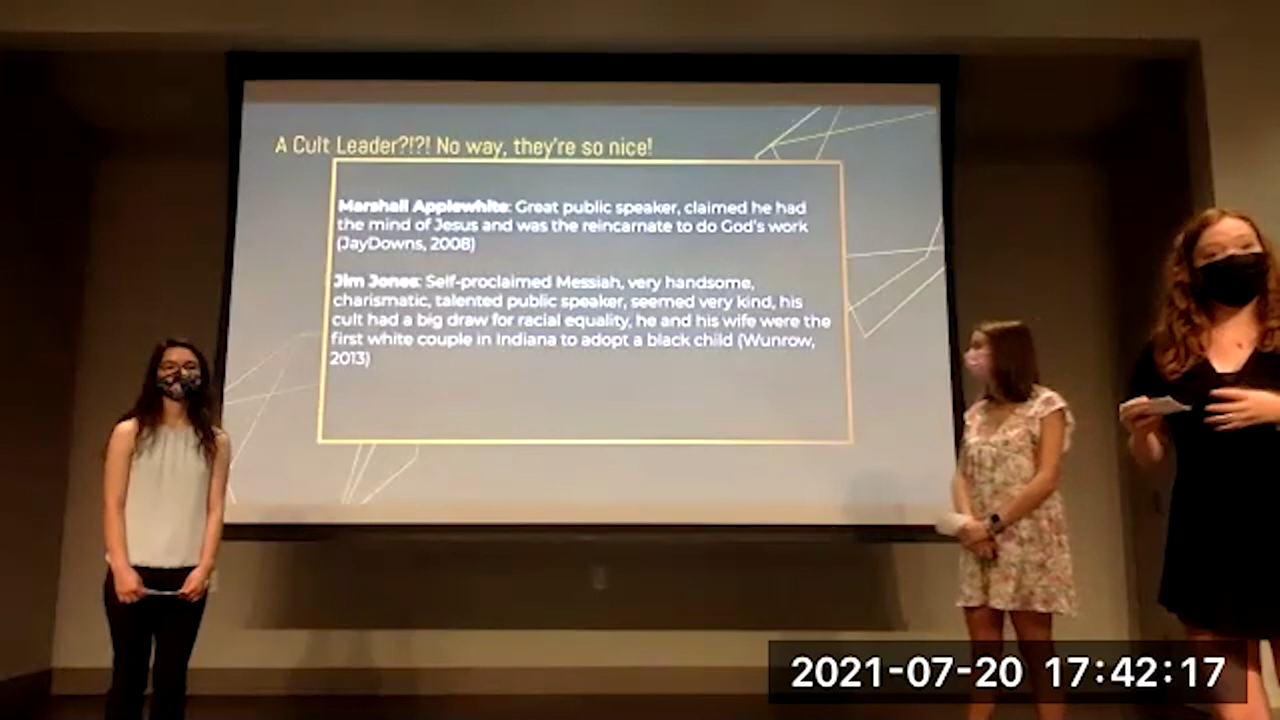 A Cult Leader?!?! No way, they're so nice!
Marshall Applewhite: Great public speaker, claimed he had
the mind of Jesus and was the reincarnate to do God's work
(JayDowns, 2008)
Jim Jones: Self-proclaimed Messiah, very handsome,
charismatic, talented public speaker, seemed very kind, his
cult had a big draw for racial equality, he and his wife were the
first white couple in Indiana to adopt a black child (Wunrow,
2013)
2021-07-20 17:42:17